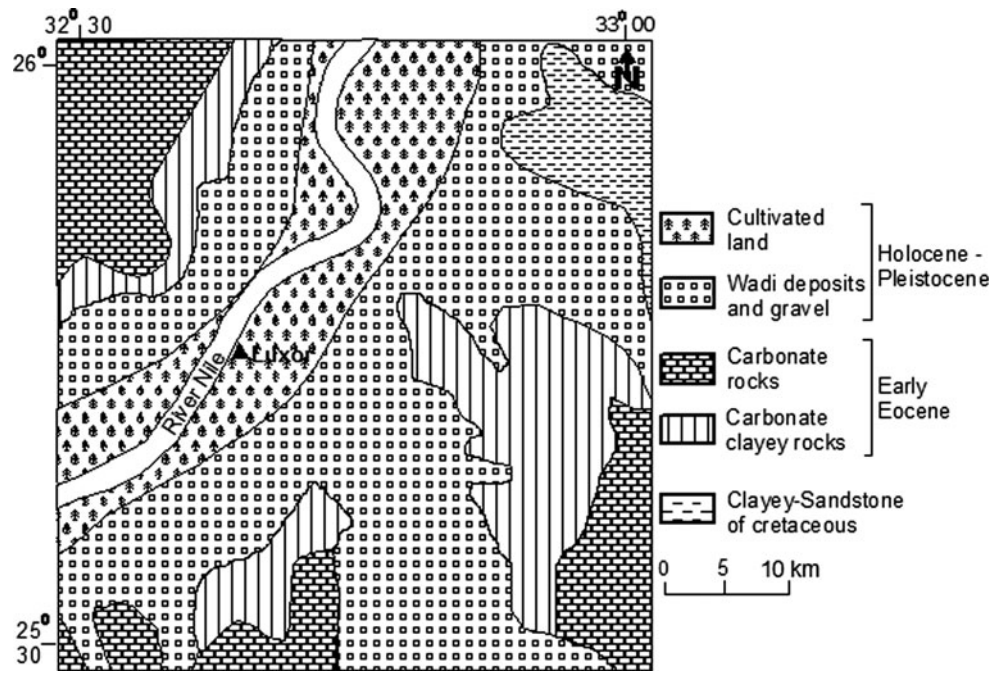 32° 30
33° 00
26°
N
Luxor
River Nile
25°
30
Cultivated
land
Wadi deposits
and gravel
Holocene -
Pleistocene
Carbonate
rocks
Carbonate
clayey rocks
Early
Eocene
Clayey-Sandstone
of cretaceous
0 5 10 km